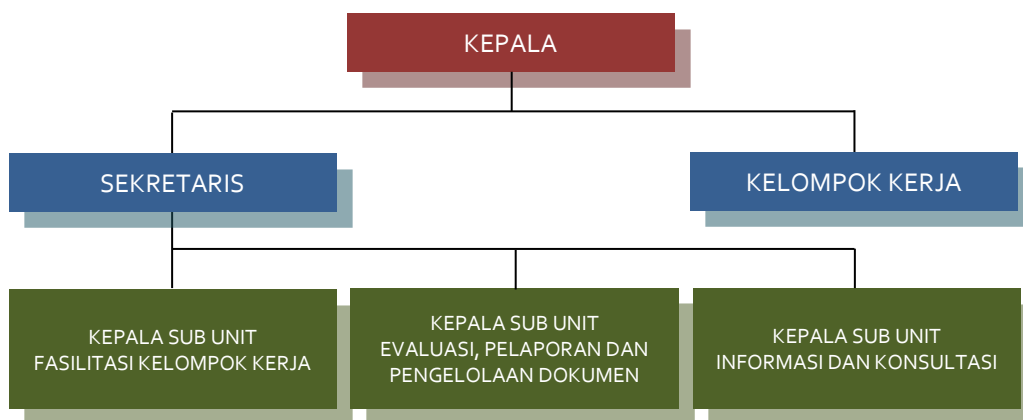 KEPALA
SEKRETARIS
KELOMPOK KERJA
KEPALA SUB UNIT
FASILITASI KELOMPOK KERJA
KEPALA SUB UNIT
EVALUASI, PELAPORAN DAN
PENGELOLAAN DOKUMEN
KEPALA SUB UNIT
INFORMASI DAN KONSULTASI